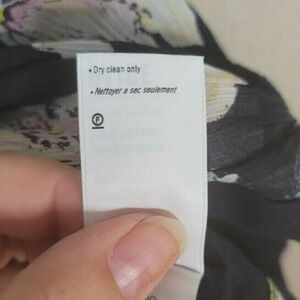 • Dry clean only
• Nettoyer a sec seulement
F